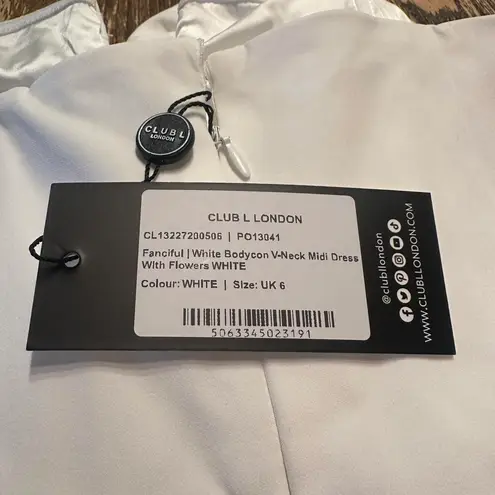 CLUB L
LONDON
CLUB L LONDON
CL13227200506 | PO13041
Fanciful | White Bodycon V-Neck Midi Dress
With Flowers WHITE
Colour: WHITE | Size: UK 6
5063345023191
@clubllondon
WWW.CLUBLLONDON.COM